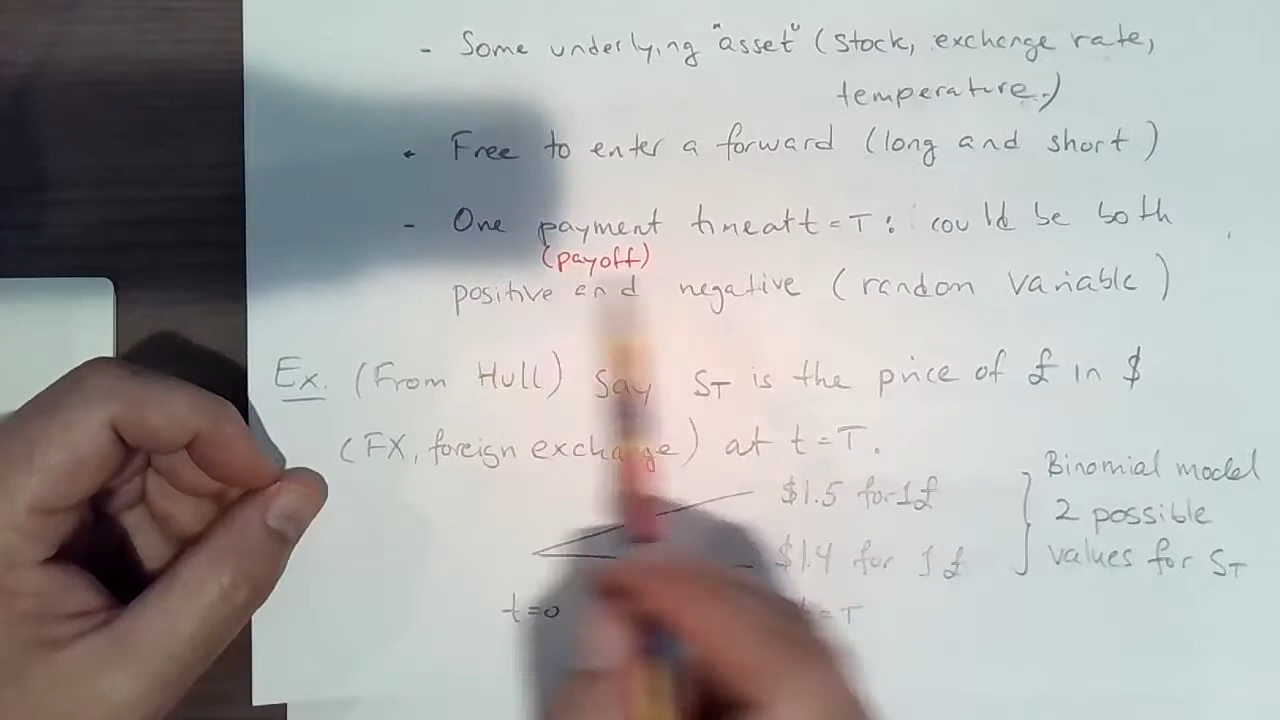 - Some underlying "asset" (stock, exchange rate,
temperature.)
- Free to enter a forward (long and short)
- One payment time at t = T : could be both
(payoff)
positive and negative (random variable)
Ex. (From Hull) Say S_T is the price of £ in $
(FX, foreign exchange) at t = T.
$1.5 for 1£
$1.4 for 1£
Binomial model
2 possible
values for S_T
t=0
t=T